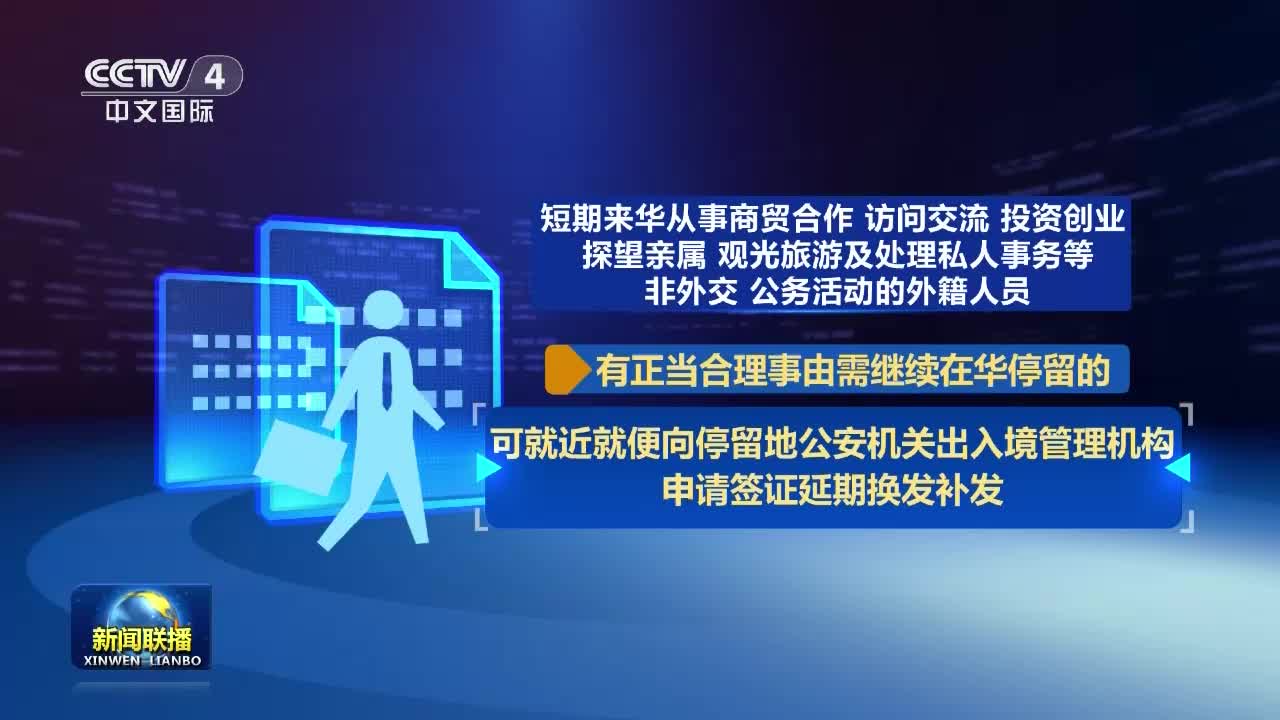 CCTV 4
中文国际
短期来华从事商贸合作 访问交流 投资创业
探望亲属 观光旅游及处理私人事务等
非外交 公务活动的外籍人员
有正当合理事由需继续在华停留的
可就近就便向停留地公安机关出入境管理机构
申请签证延期换发补发
新闻联播
XINWEN LIANBO